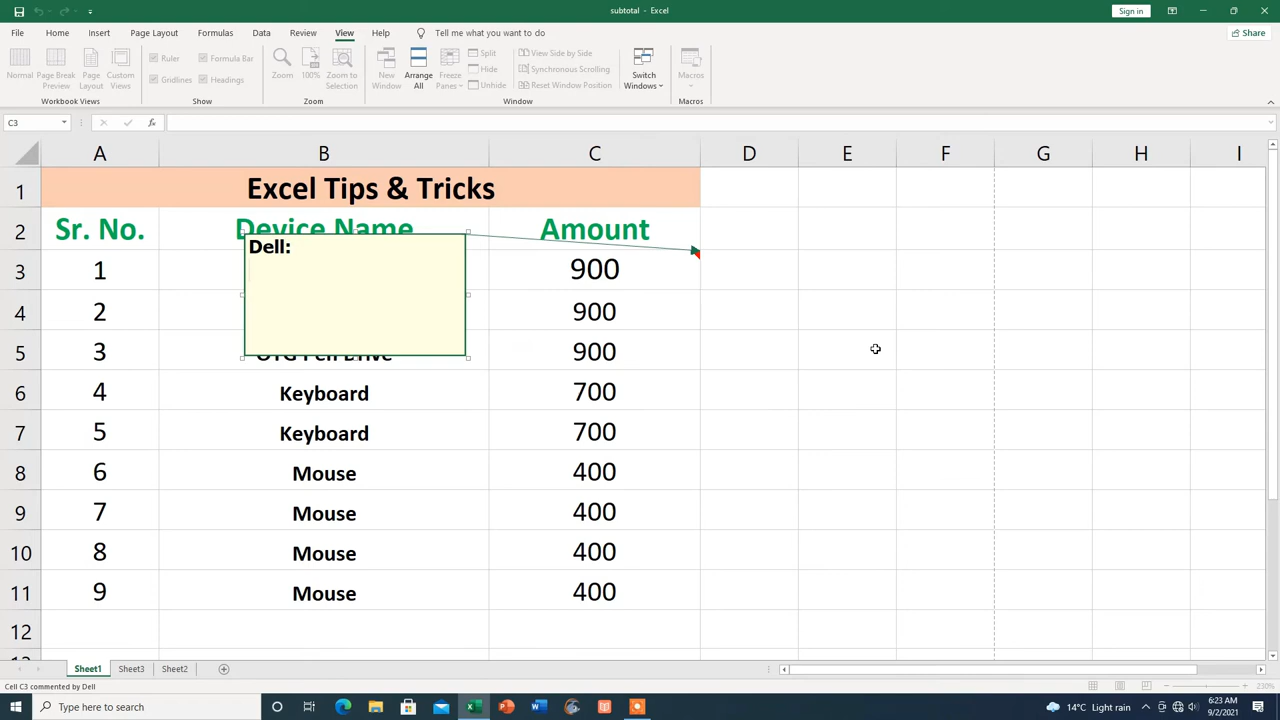 subtotal - Excel
Sign in
File Home Insert Page Layout Formulas Data Review View Help Tell me what you want to do
Share
Normal Page Break Preview Page Layout Custom Views
Workbook Views
Ruler Formula Bar
Gridlines Headings
Show
Zoom 100% Zoom to Selection
Zoom
New Window Arrange All Freeze Panes
Split
Hide
Unhide
View Side by Side
Synchronous Scrolling
Reset Window Position
Switch Windows
Window
Macros
Macros
C3 fx
A B C D E F G H I
1 Excel Tips & Tricks
2 Sr. No. Device Name Amount
Dell:
3 1 900
4 2 900
5 3 OTG Pen Drive 900
6 4 Keyboard 700
7 5 Keyboard 700
8 6 Mouse 400
9 7 Mouse 400
10 8 Mouse 400
11 9 Mouse 400
12
Sheet1 Sheet3 Sheet2
Cell C3 commented by Dell
230%
Type here to search
14°C Light rain
ENG
6:23 AM
9/2/2021